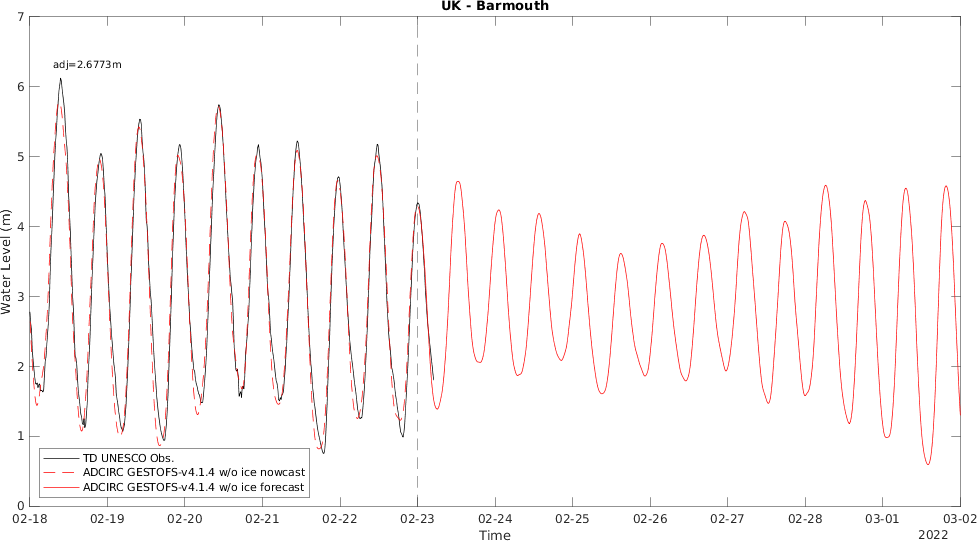 UK - Barmouth
7
adj=2.6773m
6
5
4
3
2
1
0
Water Level (m)
TD UNESCO Obs.
ADCIRC GESTOFS-v4.1.4 w/o ice nowcast
ADCIRC GESTOFS-v4.1.4 w/o ice forecast
02-18 02-19 02-20 02-21 02-22 02-23 02-24 02-25 02-26 02-27 02-28 03-01 03-02
Time
2022